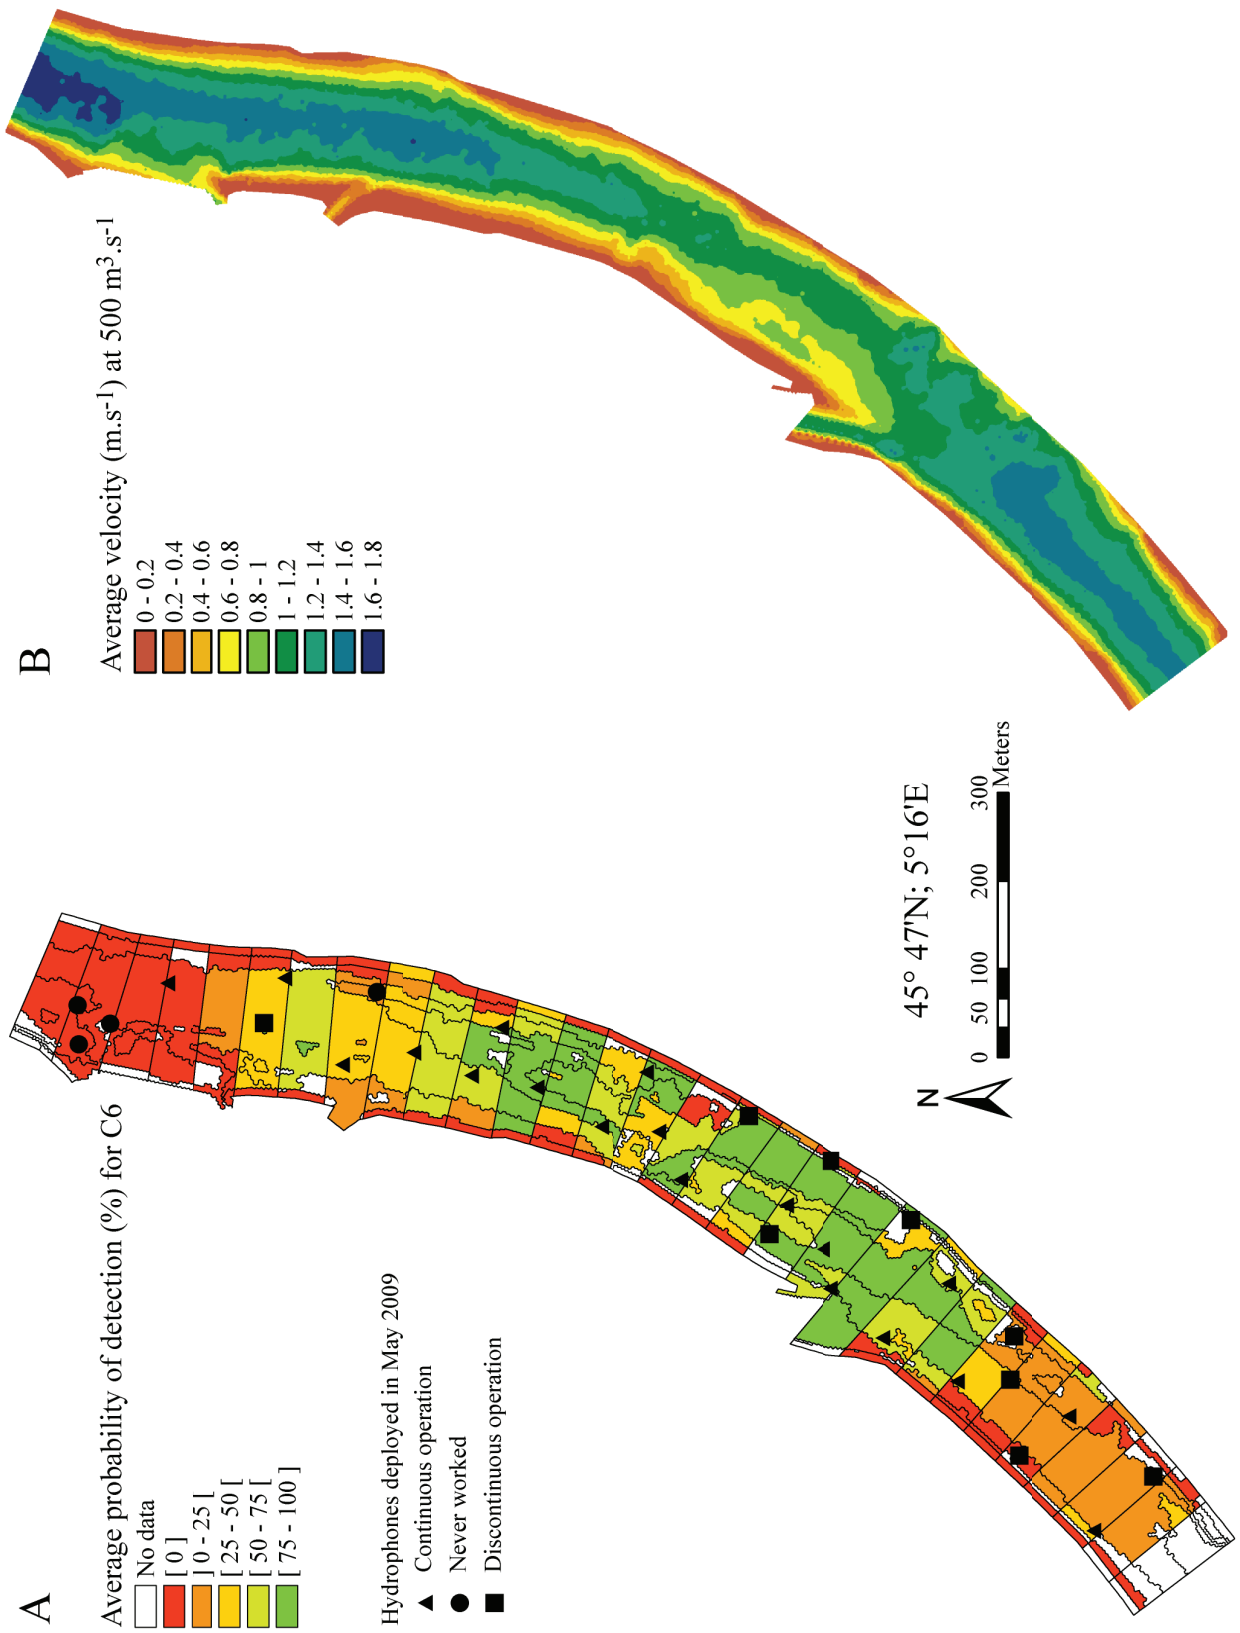 A
Average probability of detection (%) for C6
No data
[ 0 ]
] 0 - 25 [
[ 25 - 50 [
[ 50 - 75 [
[ 75 - 100 ]
Hydrophones deployed in May 2009
Continuous operation
Never worked
Discontinuous operation
N
45° 47'N; 5°16'E
0 50 100 200 300
Meters
B
Average velocity (m.s-1) at 500 m3.s-1
0 - 0.2
0.2 - 0.4
0.4 - 0.6
0.6 - 0.8
0.8 - 1
1 - 1.2
1.2 - 1.4
1.4 - 1.6
1.6 - 1.8